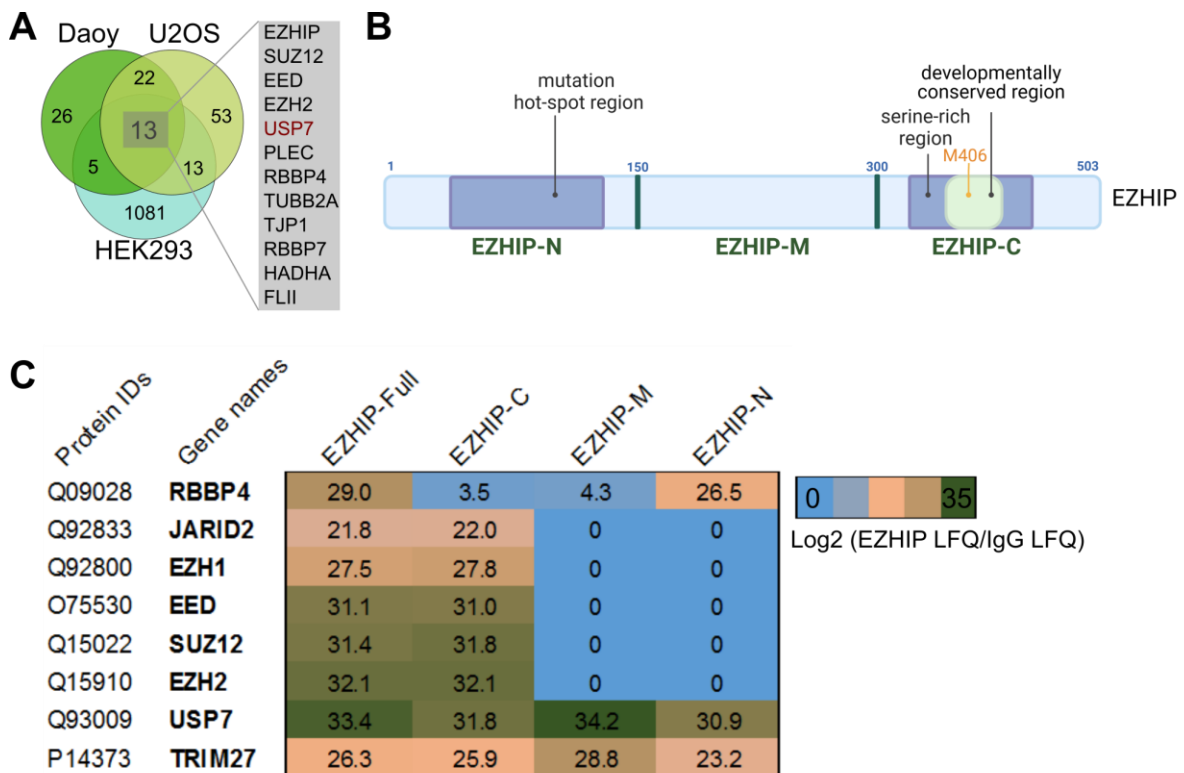 A
Daoy U2OS
22
26 53
13
5 13
1081
HEK293
EZHIP
SUZ12
EED
EZH2
USP7
PLEC
RBBP4
TUBB2A
TJP1
RBBP7
HADHA
FLII
B
mutation
hot-spot region
developmentally
conserved region
serine-rich
region
M406
1 150 300 503
EZHIP
EZHIP-N EZHIP-M EZHIP-C
C
Protein IDs Gene names EZHIP-Full EZHIP-C EZHIP-M EZHIP-N
Q09028 RBBP4 29.0 3.5 4.3 26.5
Q92833 JARID2 21.8 22.0 0 0
Q92800 EZH1 27.5 27.8 0 0
O75530 EED 31.1 31.0 0 0
Q15022 SUZ12 31.4 31.8 0 0
Q15910 EZH2 32.1 32.1 0 0
Q93009 USP7 33.4 31.8 34.2 30.9
P14373 TRIM27 26.3 25.9 28.8 23.2
0 35
Log2 (EZHIP LFQ/IgG LFQ)